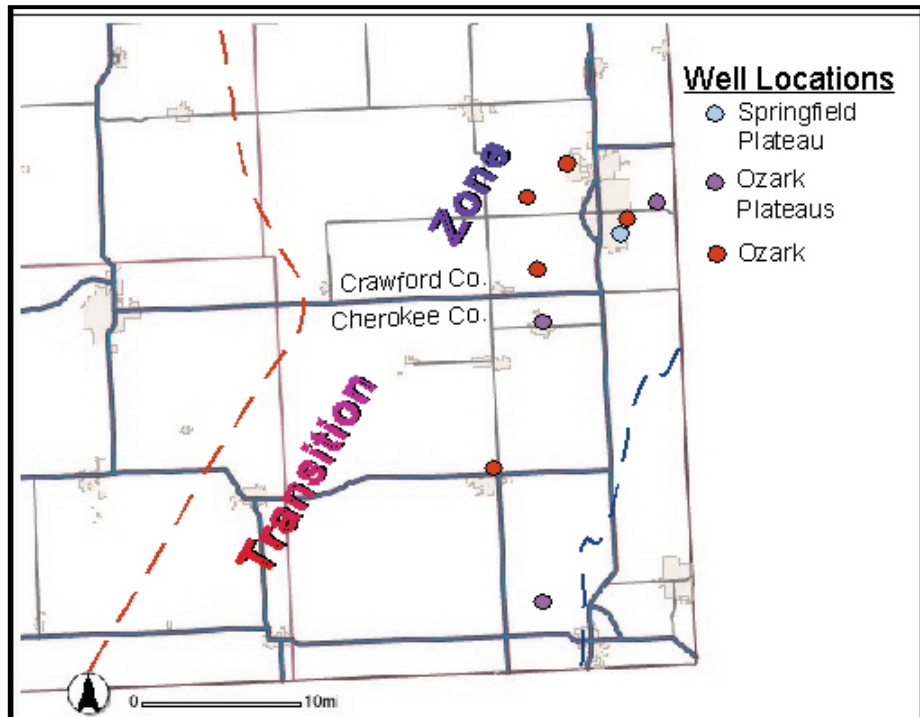 Well Locations
Springfield
Plateau
Ozark
Plateaus
Ozark
Zone
Crawford Co.
Cherokee Co.
Transition
0 10mi